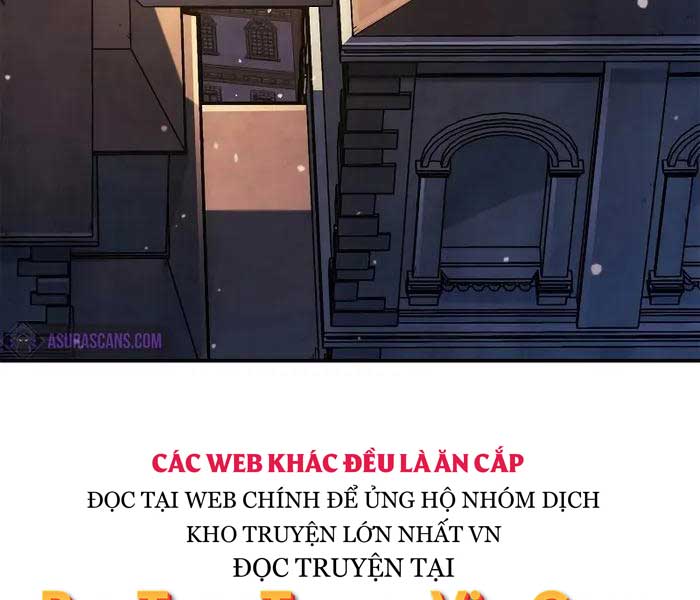 ASURASCANS.COM
CÁC WEB KHÁC ĐỀU LÀ ĂN CẮP
ĐỌC TẠI WEB CHÍNH ĐỂ ỦNG HỘ NHÓM DỊCH
KHO TRUYỆN LỚN NHẤT VN
ĐỌC TRUYỆN TẠI